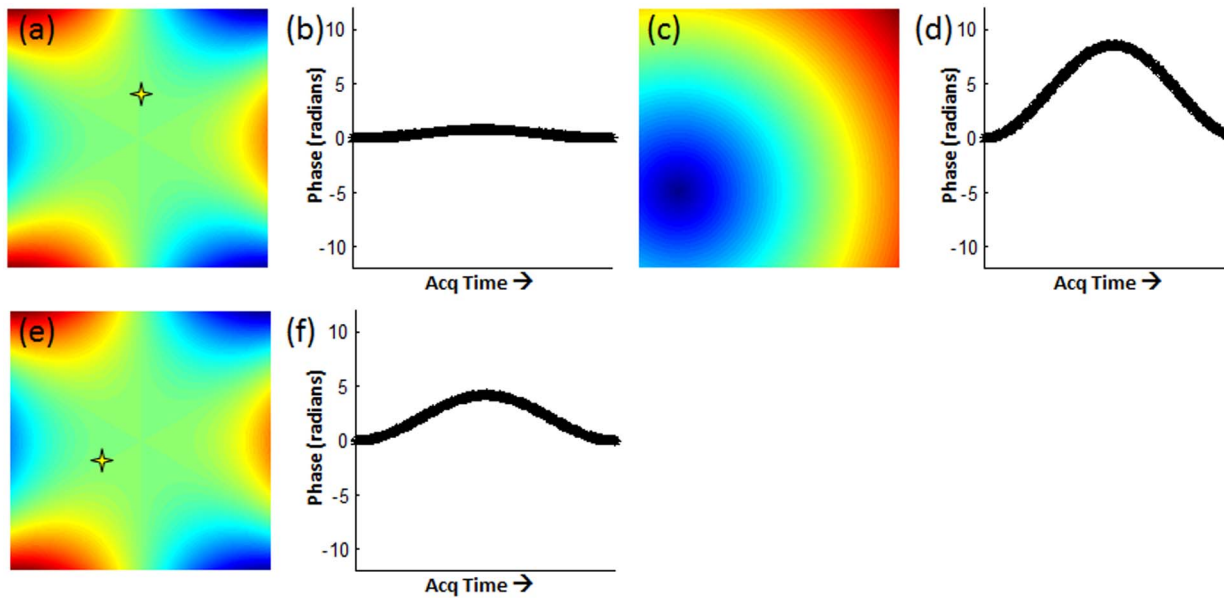 (a)
(b)
10
5
0
-5
-10
Phase (radians)
Acq Time →
(c)
(d)
10
5
0
-5
-10
Phase (radians)
Acq Time →
(e)
(f)
10
5
0
-5
-10
Phase (radians)
Acq Time →